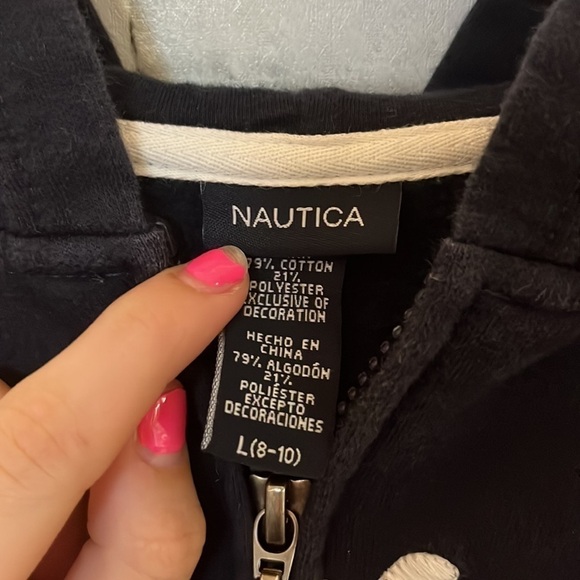 NAUTICA
79% COTTON
21%
POLYESTER
EXCLUSIVE OF
DECORATION
HECHO EN
CHINA
79% ALGODÓN
21%
POLIÉSTER
EXCEPTO
DECORACIONES
L(8-10)